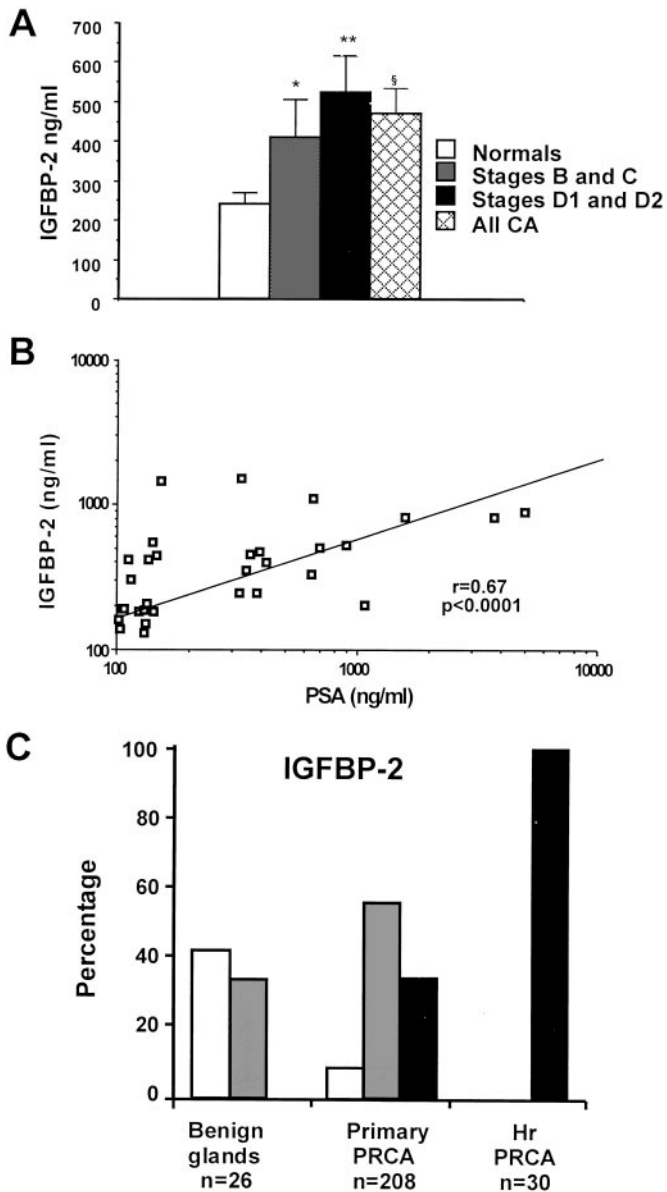 A
700
600
500
400
300
200
100
0
IGFBP-2 ng/ml
*
**
§
Normals
Stages B and C
Stages D1 and D2
All CA
B
10000
1000
100
IGFBP-2 (ng/ml)
r=0.67
p<0.0001
100
1000
10000
PSA (ng/ml)
C
IGFBP-2
100
80
60
40
20
0
Percentage
Benign
glands
n=26
Primary
PRCA
n=208
Hr
PRCA
n=30